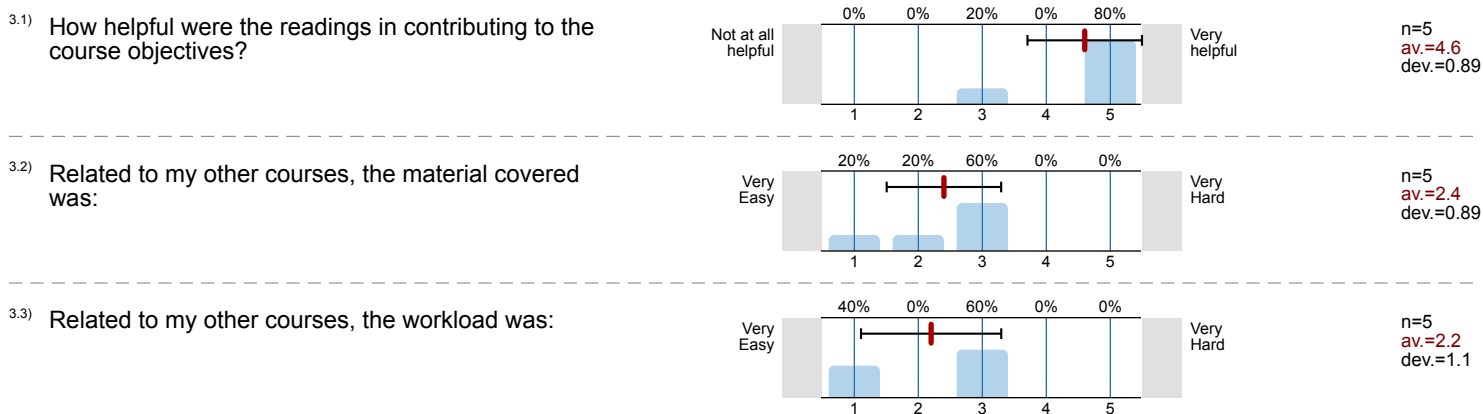 3.1) How helpful were the readings in contributing to the
course objectives?
0% 0% 20% 0% 80%
Not at all
helpful
Very
helpful
1 2 3 4 5
n=5
av.=4.6
dev.=0.89
3.2) Related to my other courses, the material covered
was:
20% 20% 60% 0% 0%
Very
Easy
Very
Hard
1 2 3 4 5
n=5
av.=2.4
dev.=0.89
3.3) Related to my other courses, the workload was:
40% 0% 60% 0% 0%
Very
Easy
Very
Hard
1 2 3 4 5
n=5
av.=2.2
dev.=1.1